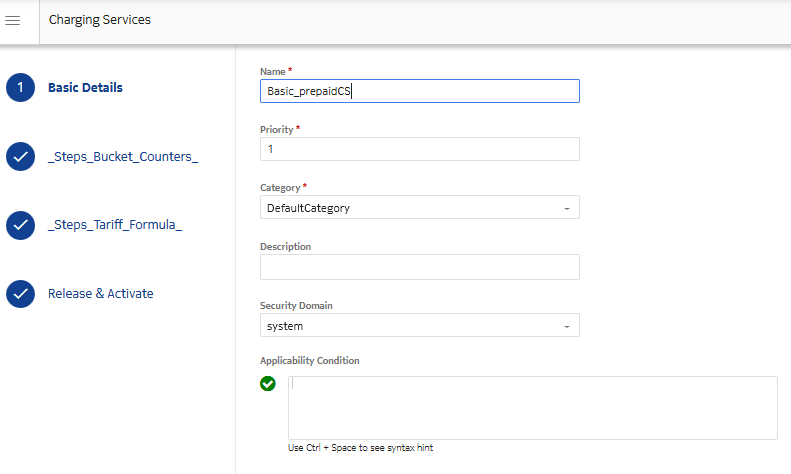 Charging Services
1 Basic Details
_Steps_Bucket_Counters_
_Steps_Tariff_Formula_
Release & Activate
Name *
Basic_prepaidCS
Priority *
1
Category *
DefaultCategory
Description
Security Domain
system
Applicability Condition
Use Ctrl + Space to see syntax hint